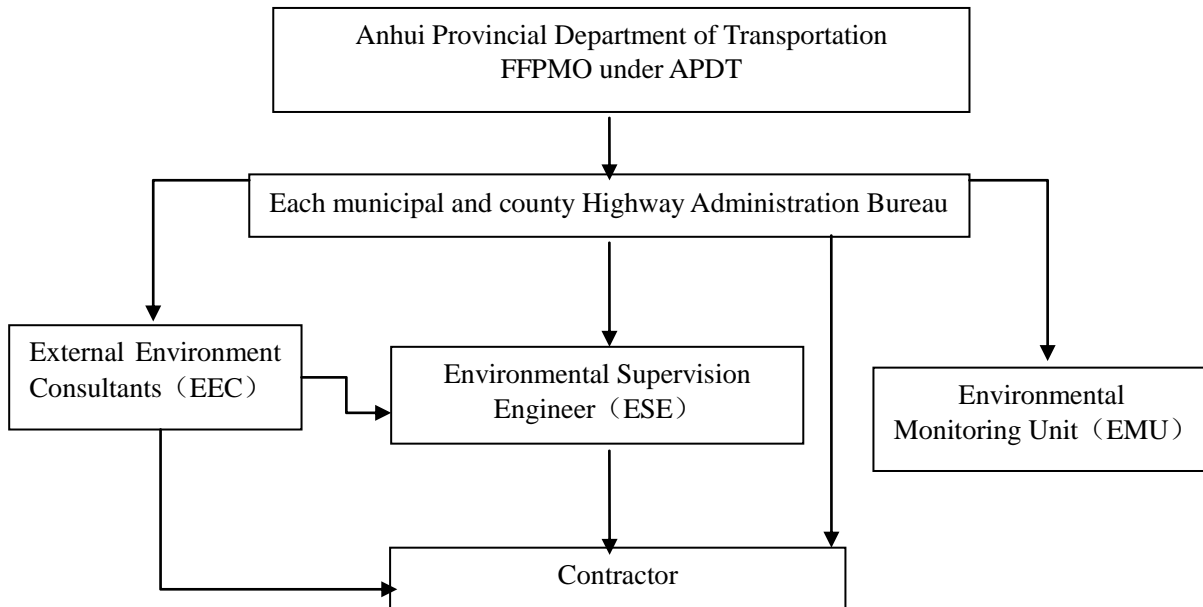 Anhui Provincial Department of Transportation
FFPMO under APDT
Each municipal and county Highway Administration Bureau
External Environment
Consultants（EEC）
Environmental Supervision
Engineer（ESE）
Environmental
Monitoring Unit（EMU）
Contractor